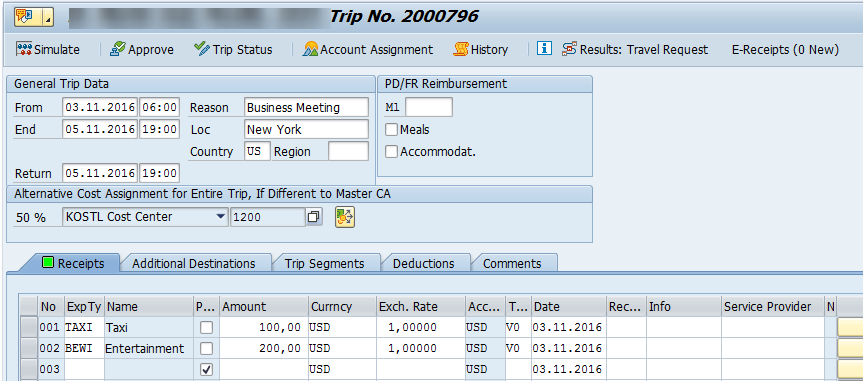 Trip No. 2000796
Simulate Approve Trip Status Account Assignment History Results: Travel Request E-Receipts (0 New)
General Trip Data PD/FR Reimbursement
From 03.11.2016 06:00 Reason Business Meeting M1
End 05.11.2016 19:00 Loc New York Meals
Country US Region Accommodat.
Return 05.11.2016 19:00
Alternative Cost Assignment for Entire Trip, If Different to Master CA
50 % KOSTL Cost Center 1200
Receipts Additional Destinations Trip Segments Deductions Comments
No ExpTy Name P... Amount Currncy Exch. Rate Acc... T... Date Rec... Info Service Provider N
001 TAXI Taxi 100,00 USD 1,00000 USD V0 03.11.2016
002 BEWI Entertainment 200,00 USD 1,00000 USD V0 03.11.2016
003 USD USD 03.11.2016